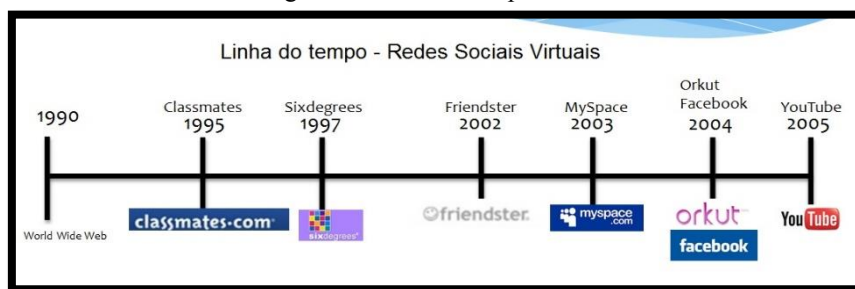 Linha do tempo - Redes Sociais Virtuais
1990
Classmates
1995
Sixdegrees
1997
Friendster
2002
MySpace
2003
Orkut
Facebook
2004
YouTube
2005
World Wide Web
classmates.com
sixdegrees
friendster.
myspace
.com
orkut
facebook
YouTube